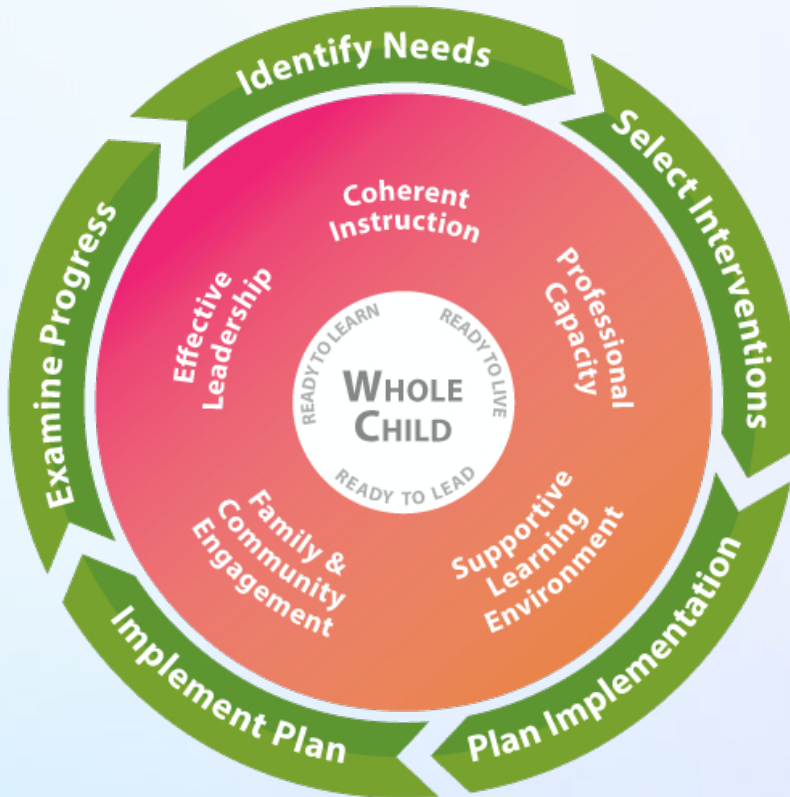 Identify Needs
Select Interventions
Plan Implementation
Implement Plan
Examine Progress
Coherent
Instruction
Professional
Capacity
Supportive
Learning
Environment
Family &
Community
Engagement
Effective
Leadership
READY TO LEARN
READY TO LIVE
READY TO LEAD
WHOLE
CHILD